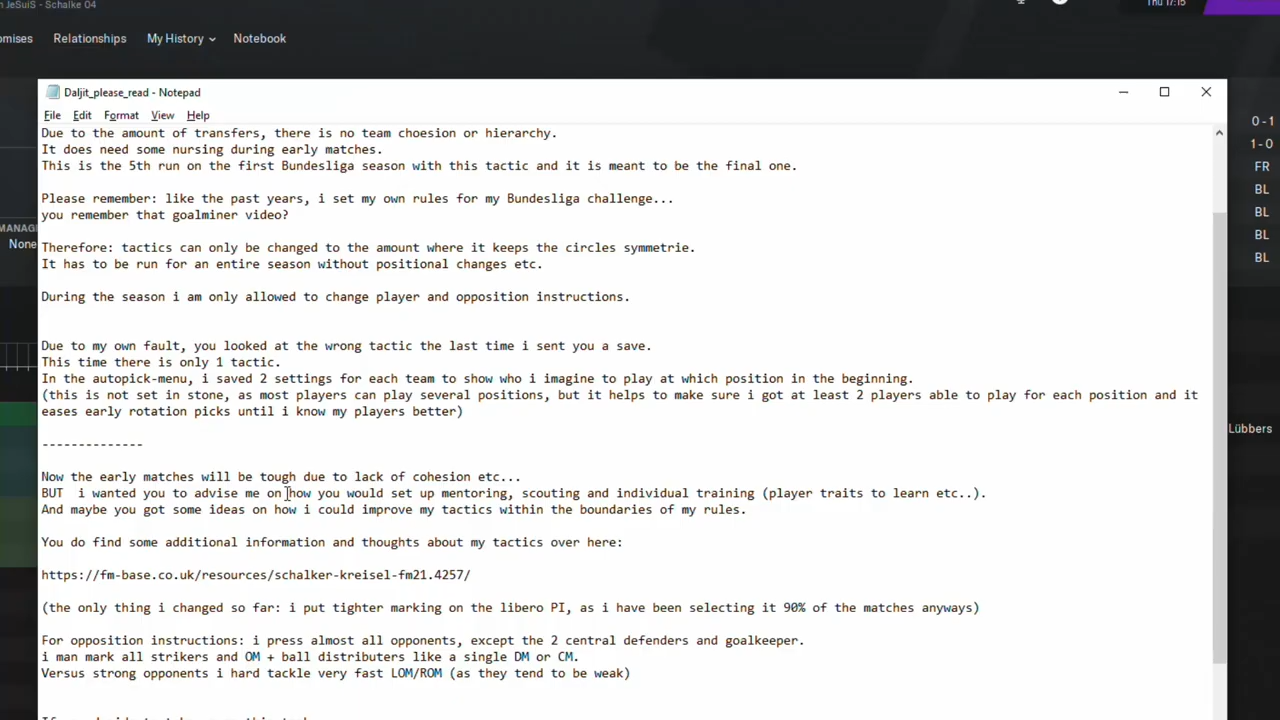 JeSuiS - Schalke 04
Thu 17:15
Relationships
My History
Notebook
Daljit_please_read - Notepad
File Edit Format View Help
Due to the amount of transfers, there is no team choesion or hierarchy.
It does need some nursing during early matches.
This is the 5th run on the first Bundesliga season with this tactic and it is meant to be the final one.
Please remember: like the past years, i set my own rules for my Bundesliga challenge...
you remember that goalminer video?
Therefore: tactics can only be changed to the amount where it keeps the circles symmetrie.
It has to be run for an entire season without positional changes etc.
During the season i am only allowed to change player and opposition instructions.
Due to my own fault, you looked at the wrong tactic the last time i sent you a save.
This time there is only 1 tactic.
In the autopick-menu, i saved 2 settings for each team to show who i imagine to play at which position in the beginning.
(this is not set in stone, as most players can play several positions, but it helps to make sure i got at least 2 players able to play for each position and it
eases early rotation picks until i know my players better)
--------------
Now the early matches will be tough due to lack of cohesion etc...
BUT  i wanted you to advise me on how you would set up mentoring, scouting and individual training (player traits to learn etc..).
And maybe you got some ideas on how i could improve my tactics within the boundaries of my rules.
You do find some additional information and thoughts about my tactics over here:
https://fm-base.co.uk/resources/schalker-kreisel-fm21.4257/
(the only thing i changed so far: i put tighter marking on the libero PI, as i have been selecting it 90% of the matches anyways)
For opposition instructions: i press almost all opponents, except the 2 central defenders and goalkeeper.
i man mark all strikers and OM + ball distributers like a single DM or CM.
Versus strong opponents i hard tackle very fast LOM/ROM (as they tend to be weak)
MANAG
None
0-1
1-0
FR
BL
BL
BL
BL
Lübbers